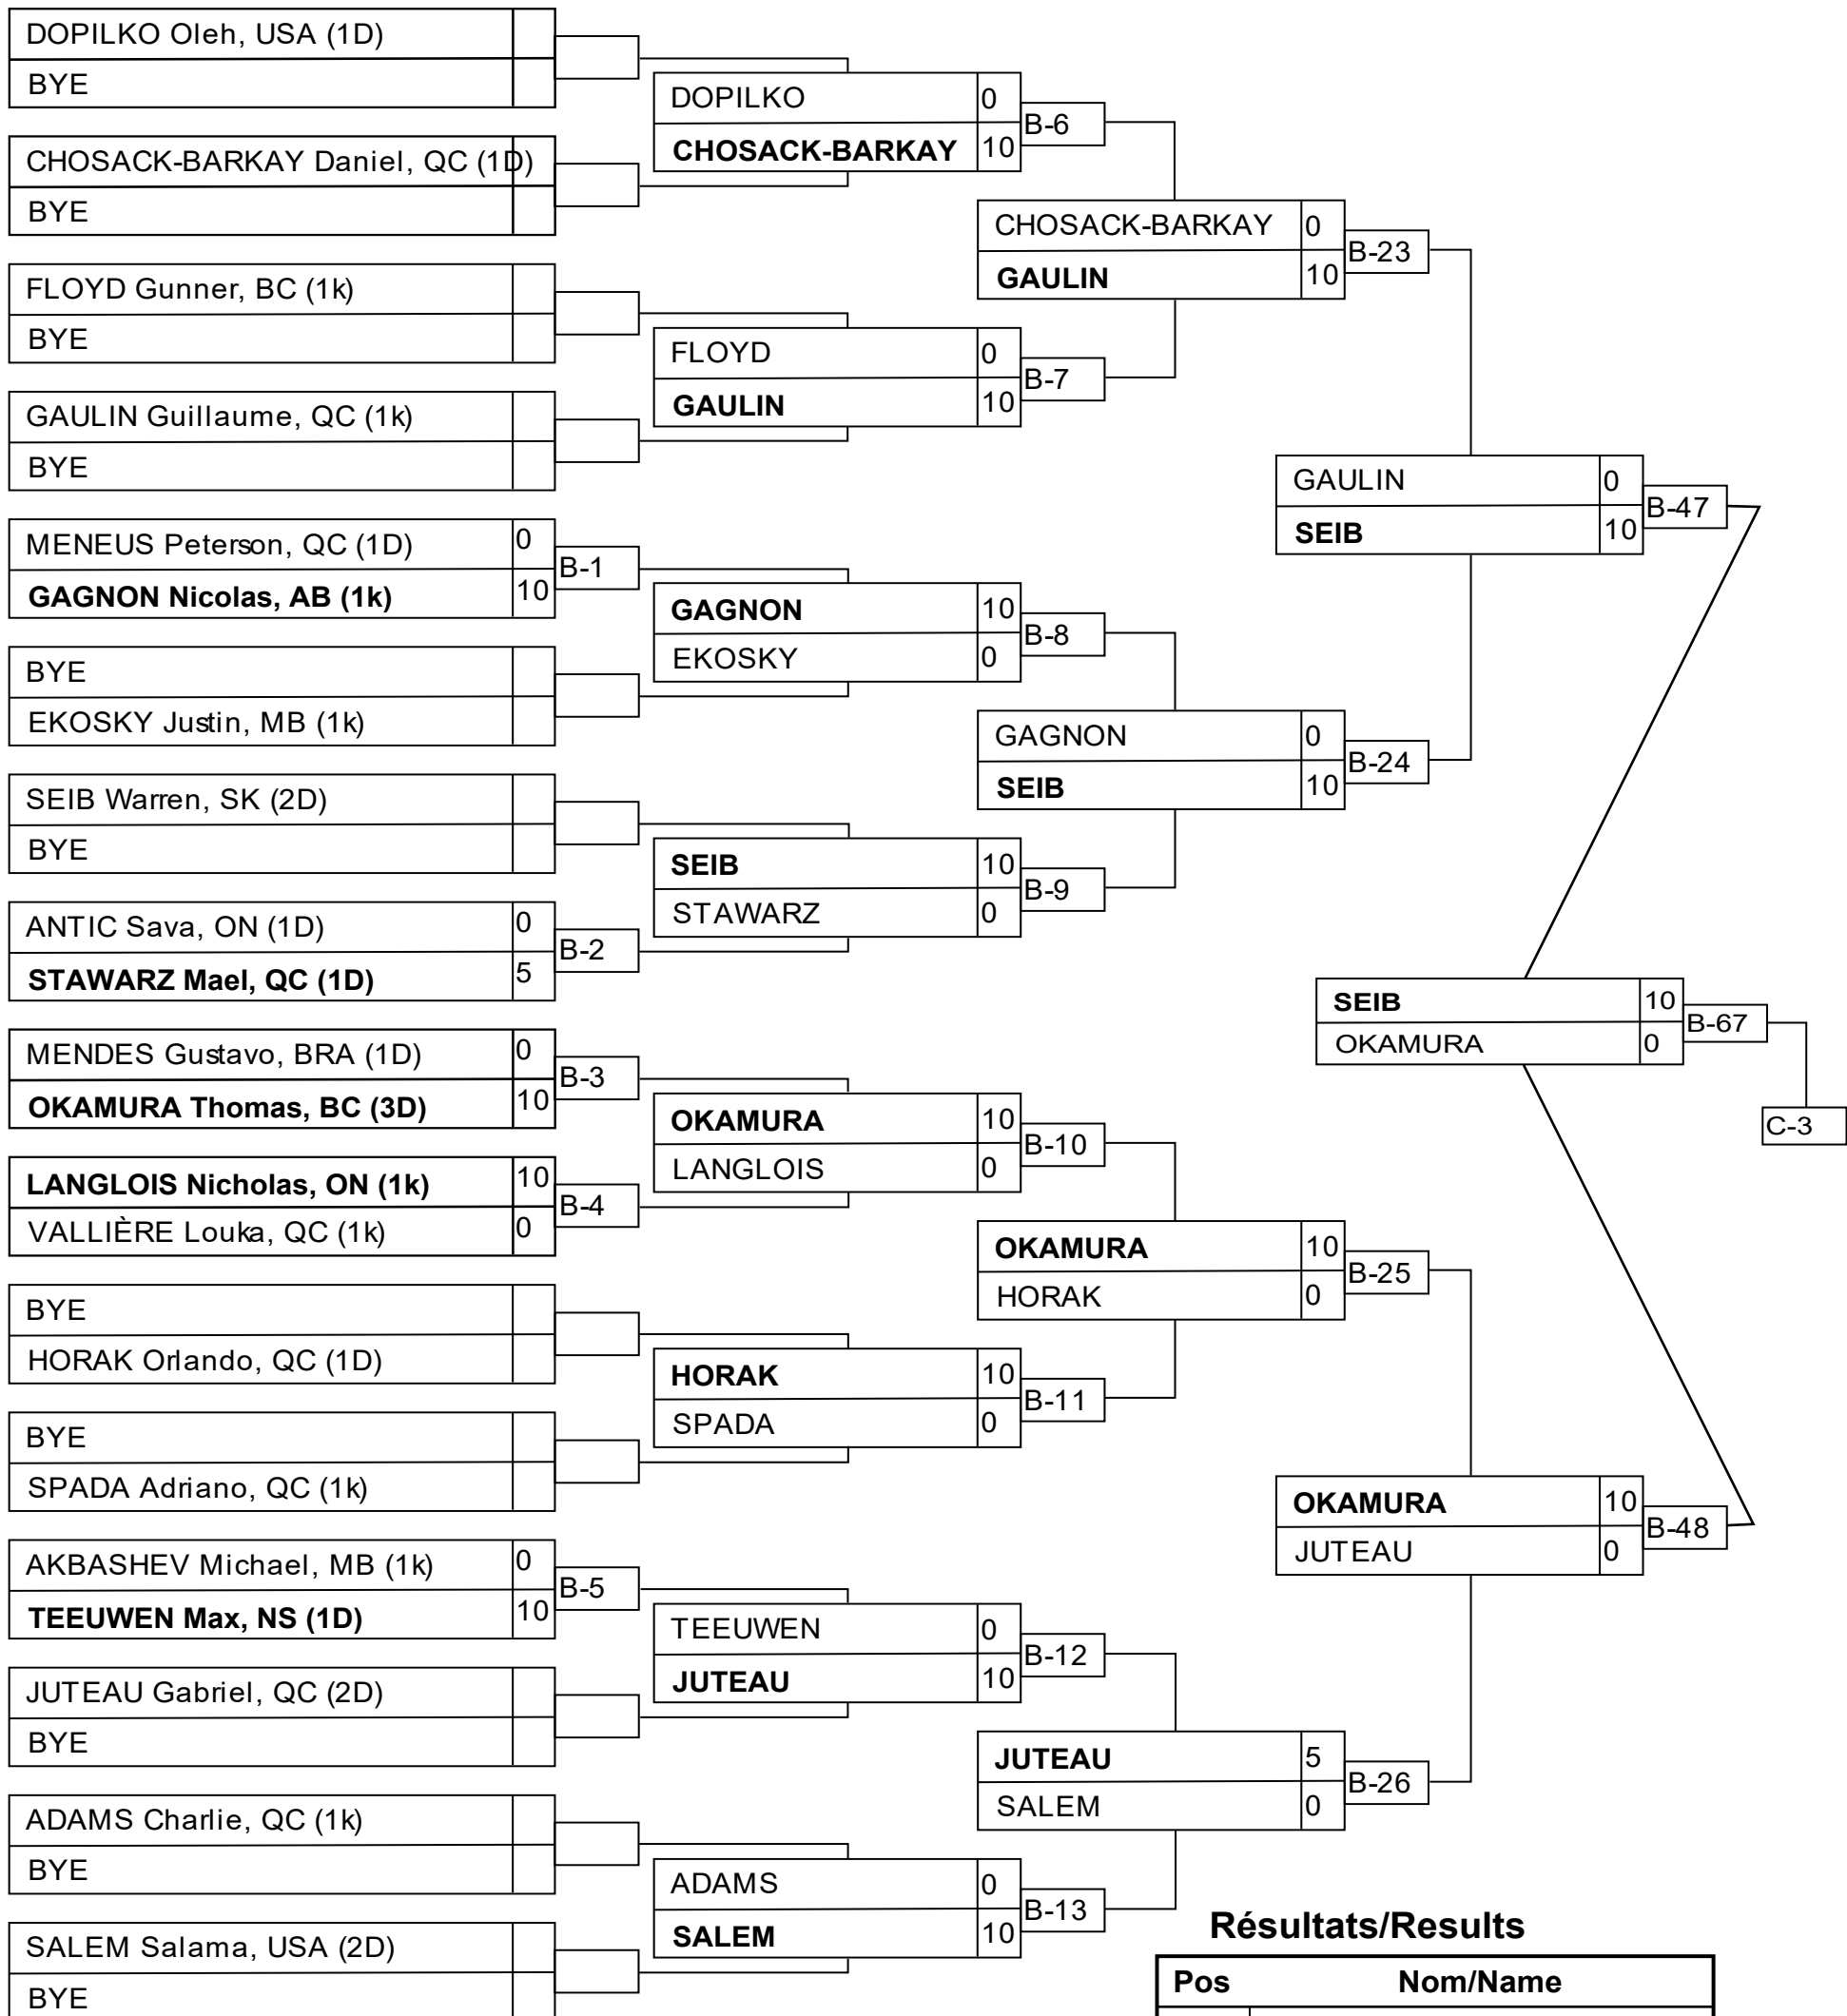 DOPILKO Oleh, USA (1D)
BYE
CHOSACK-BARKAY Daniel, QC (1D)
BYE
FLOYD Gunner, BC (1k)
BYE
GAULIN Guillaume, QC (1k)
BYE
MENEUS Peterson, QC (1D) 0
GAGNON Nicolas, AB (1k) 10
B-1
BYE
EKOSKY Justin, MB (1k)
SEIB Warren, SK (2D)
BYE
ANTIC Sava, ON (1D) 0
STAWARZ Mael, QC (1D) 5
B-2
MENDES Gustavo, BRA (1D) 0
OKAMURA Thomas, BC (3D) 10
B-3
LANGLOIS Nicholas, ON (1k) 10
VALLIÈRE Louka, QC (1k) 0
B-4
BYE
HORAK Orlando, QC (1D)
BYE
SPADA Adriano, QC (1k)
AKBASHEV Michael, MB (1k) 0
TEEUWEN Max, NS (1D) 10
B-5
JUTEAU Gabriel, QC (2D)
BYE
ADAMS Charlie, QC (1k)
BYE
SALEM Salama, USA (2D)
BYE
DOPILKO 0
CHOSACK-BARKAY 10
B-6
FLOYD 0
GAULIN 10
B-7
GAGNON 10
EKOSKY 0
B-8
SEIB 10
STAWARZ 0
B-9
OKAMURA 10
LANGLOIS 0
B-10
HORAK 10
SPADA 0
B-11
TEEUWEN 0
JUTEAU 10
B-12
ADAMS 0
SALEM 10
B-13
CHOSACK-BARKAY 0
GAULIN 10
B-23
GAGNON 0
SEIB 10
B-24
OKAMURA 10
HORAK 0
B-25
JUTEAU 5
SALEM 0
B-26
GAULIN 0
SEIB 10
B-47
OKAMURA 10
JUTEAU 0
B-48
SEIB 10
OKAMURA 0
B-67
C-3
Résultats/Results
Pos Nom/Name